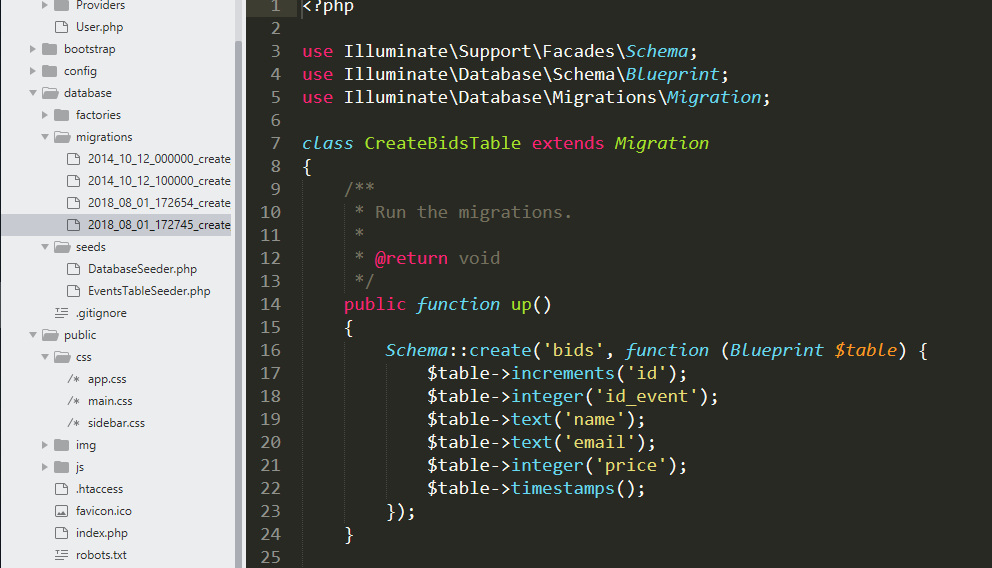 Providers
User.php
bootstrap
config
database
factories
migrations
2014_10_12_000000_create
2014_10_12_100000_create
2018_08_01_172654_create
2018_08_01_172745_create
seeds
DatabaseSeeder.php
EventsTableSeeder.php
.gitignore
public
css
/* app.css
/* main.css
/* sidebar.css
img
js
.htaccess
favicon.ico
index.php
robots.txt
1 <?php
2
3 use Illuminate\Support\Facades\Schema;
4 use Illuminate\Database\Schema\Blueprint;
5 use Illuminate\Database\Migrations\Migration;
6
7 class CreateBidsTable extends Migration
8 {
9     /**
10      * Run the migrations.
11      *
12      * @return void
13      */
14     public function up()
15     {
16         Schema::create('bids', function (Blueprint $table) {
17             $table->increments('id');
18             $table->integer('id_event');
19             $table->text('name');
20             $table->text('email');
21             $table->integer('price');
22             $table->timestamps();
23         });
24     }
25